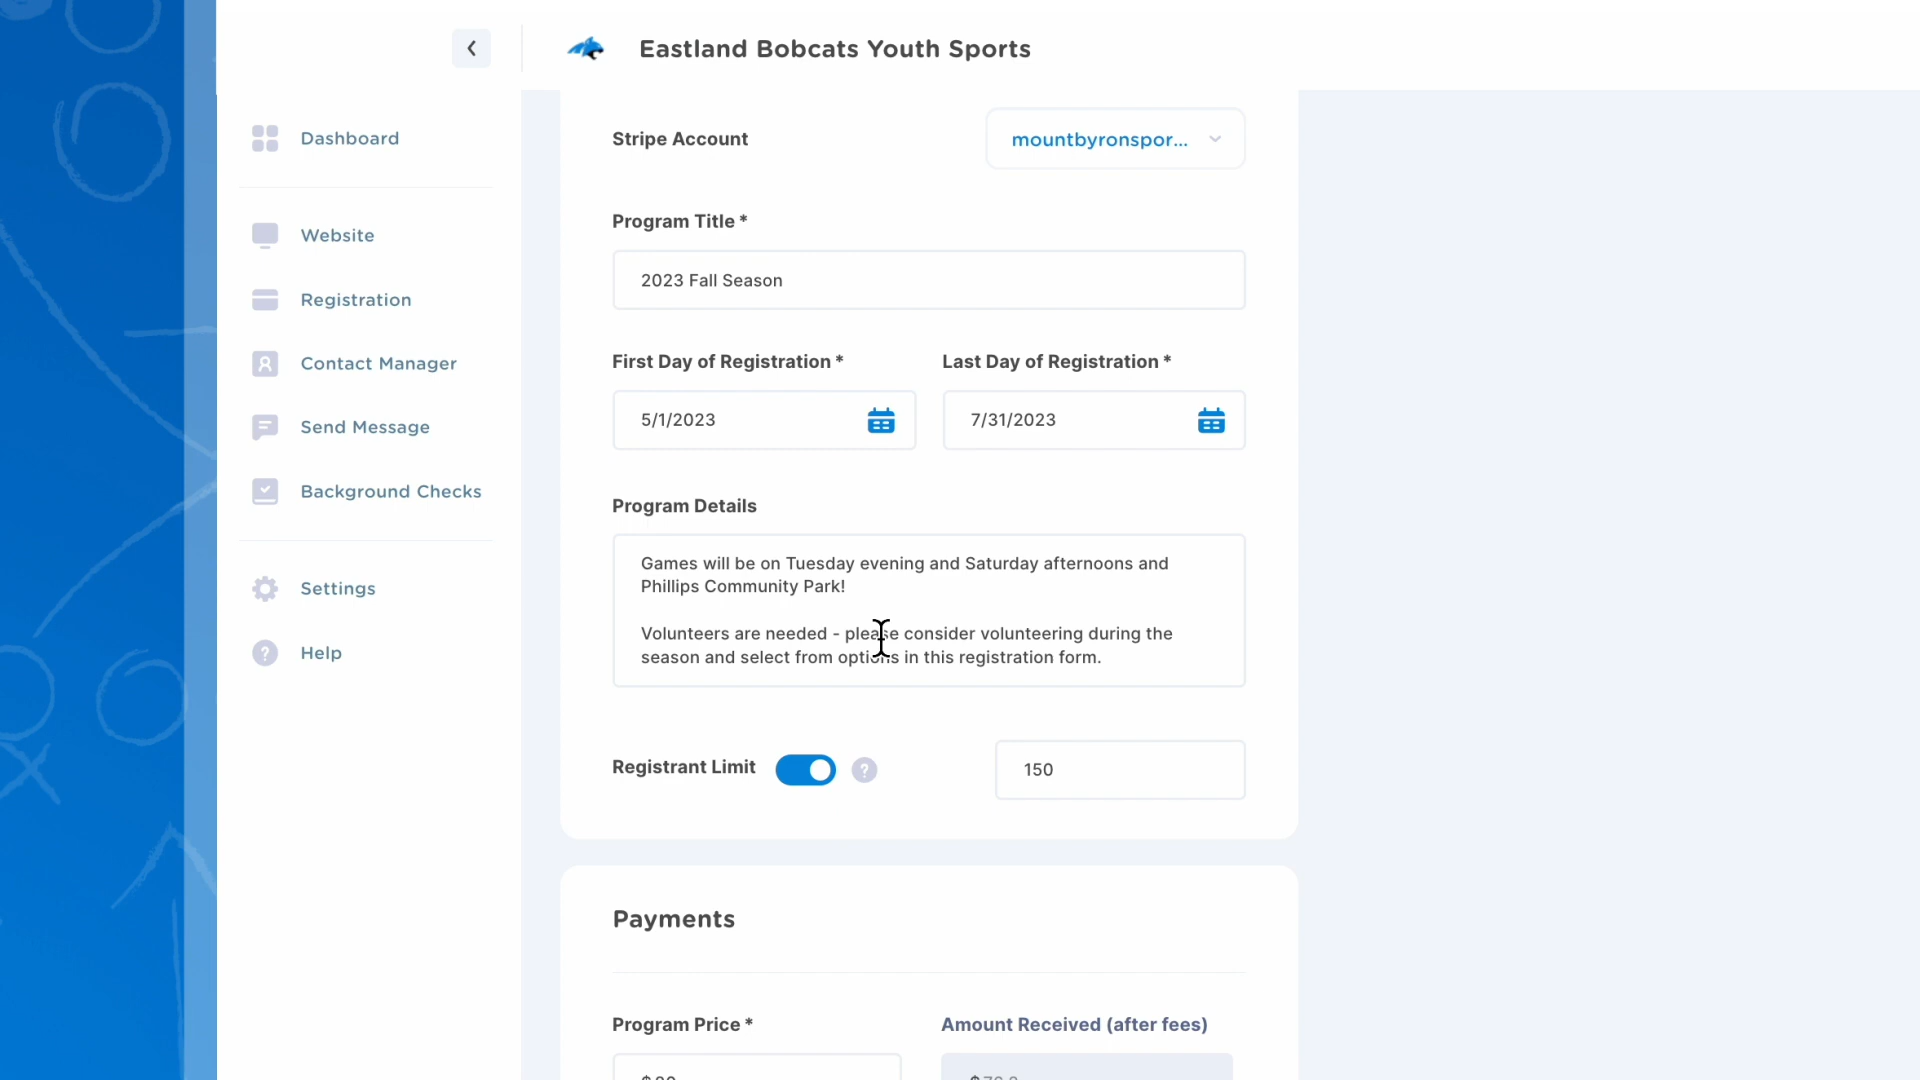 Eastland Bobcats Youth Sports
Dashboard
Website
Registration
Contact Manager
Send Message
Background Checks
Settings
Help
Stripe Account
mountbyronspor...
Program Title *
2023 Fall Season
First Day of Registration *
Last Day of Registration *
5/1/2023
7/31/2023
Program Details
Games will be on Tuesday evening and Saturday afternoons and
Phillips Community Park!
Volunteers are needed - please consider volunteering during the
season and select from options in this registration form.
Registrant Limit
?
150
Payments
Program Price *
Amount Received (after fees)